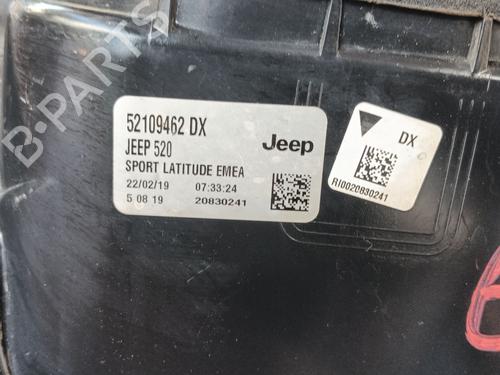 B-PARTS
52109462 DX
JEEP 520
Jeep
SPORT LATITUDE EMEA
22/02/19 07:33:24
5 08 19 20830241
DX
RI0020830241